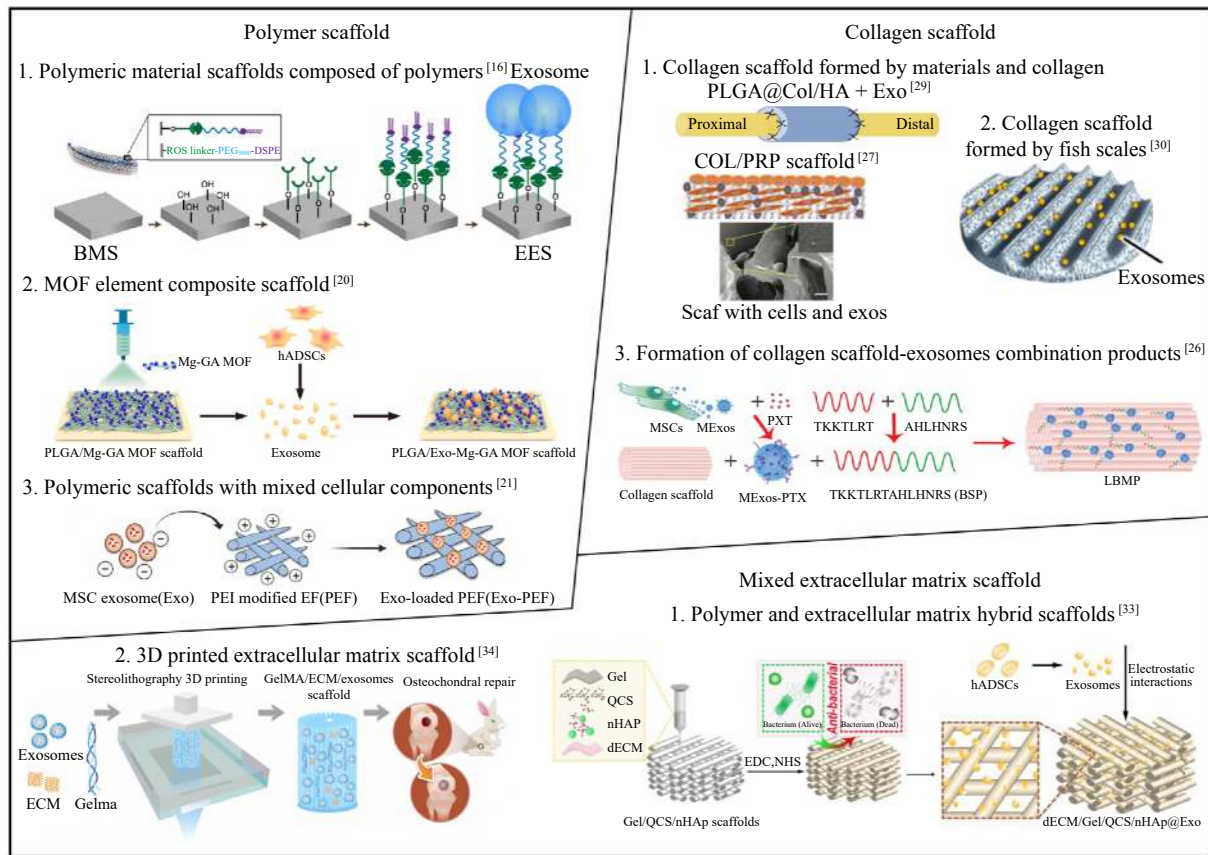 Polymer scaffold
1. Polymeric material scaffolds composed of polymers [16] Exosome
ROS linker-PEG5000-DSPE
OH
OH OH
OH OH
BMS
EES
2. MOF element composite scaffold [20]
Mg-GA MOF
hADSCs
PLGA/Mg-GA MOF scaffold
Exosome
PLGA/Exo-Mg-GA MOF scaffold
3. Polymeric scaffolds with mixed cellular components [21]
MSC exosome(Exo)
PEI modified EF(PEF)
Exo-loaded PEF(Exo-PEF)
Collagen scaffold
1. Collagen scaffold formed by materials and collagen
PLGA@Col/HA + Exo [29]
Proximal
Distal
COL/PRP scaffold [27]
Scaf with cells and exos
2. Collagen scaffold
formed by fish scales [30]
Exosomes
3. Formation of collagen scaffold-exosomes combination products [26]
MSCs
MExos
+
PXT
TKKTLRT
+
AHLHNRS
Collagen scaffold
+
MExos-PTX
+
TKKTLRTAHLHNRS (BSP)
LBMP
Mixed extracellular matrix scaffold
1. Polymer and extracellular matrix hybrid scaffolds [33]
Gel
QCS
nHAP
dECM
Gel/QCS/nHAp scaffolds
EDC,NHS
Bacterium (Alive)
Anti-bacterial
Bacterium (Dead)
hADSCs
Exosomes
Electrostatic
interactions
dECM/Gel/QCS/nHAp@Exo
2. 3D printed extracellular matrix scaffold [34]
Stereolithography 3D printing
GelMA/ECM/exosomes
scaffold
Osteochondral repair
Exosomes
ECM
Gelma